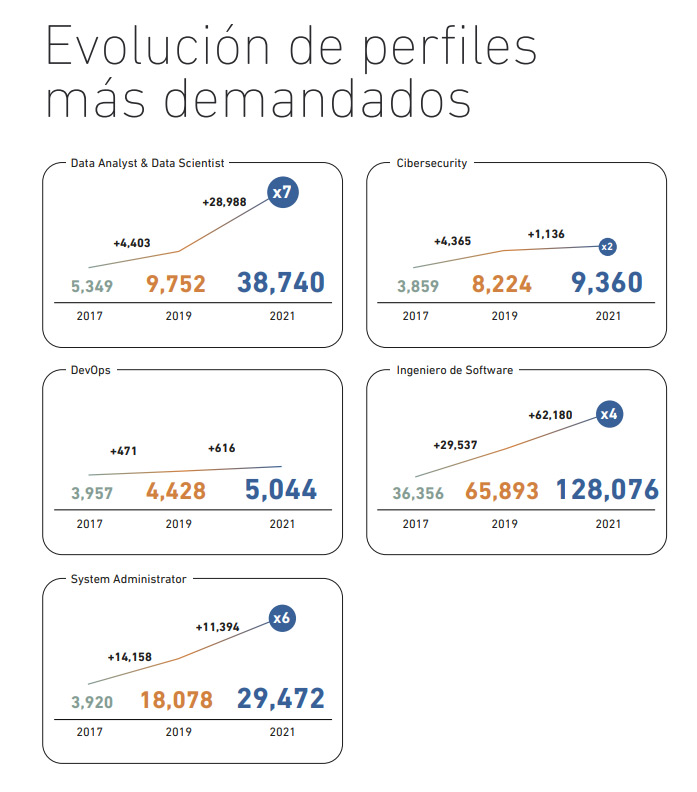 Evolución de perfiles
más demandados
Data Analyst & Data Scientist
x7
+28,988
+4,403
5,349 9,752 38,740
2017 2019 2021
Cibersecurity
+1,136
+4,365
x2
3,859 8,224 9,360
2017 2019 2021
DevOps
+471 +616
3,957 4,428 5,044
2017 2019 2021
Ingeniero de Software
+62,180 x4
+29,537
36,356 65,893 128,076
2017 2019 2021
System Administrator
x6
+11,394
+14,158
3,920 18,078 29,472
2017 2019 2021